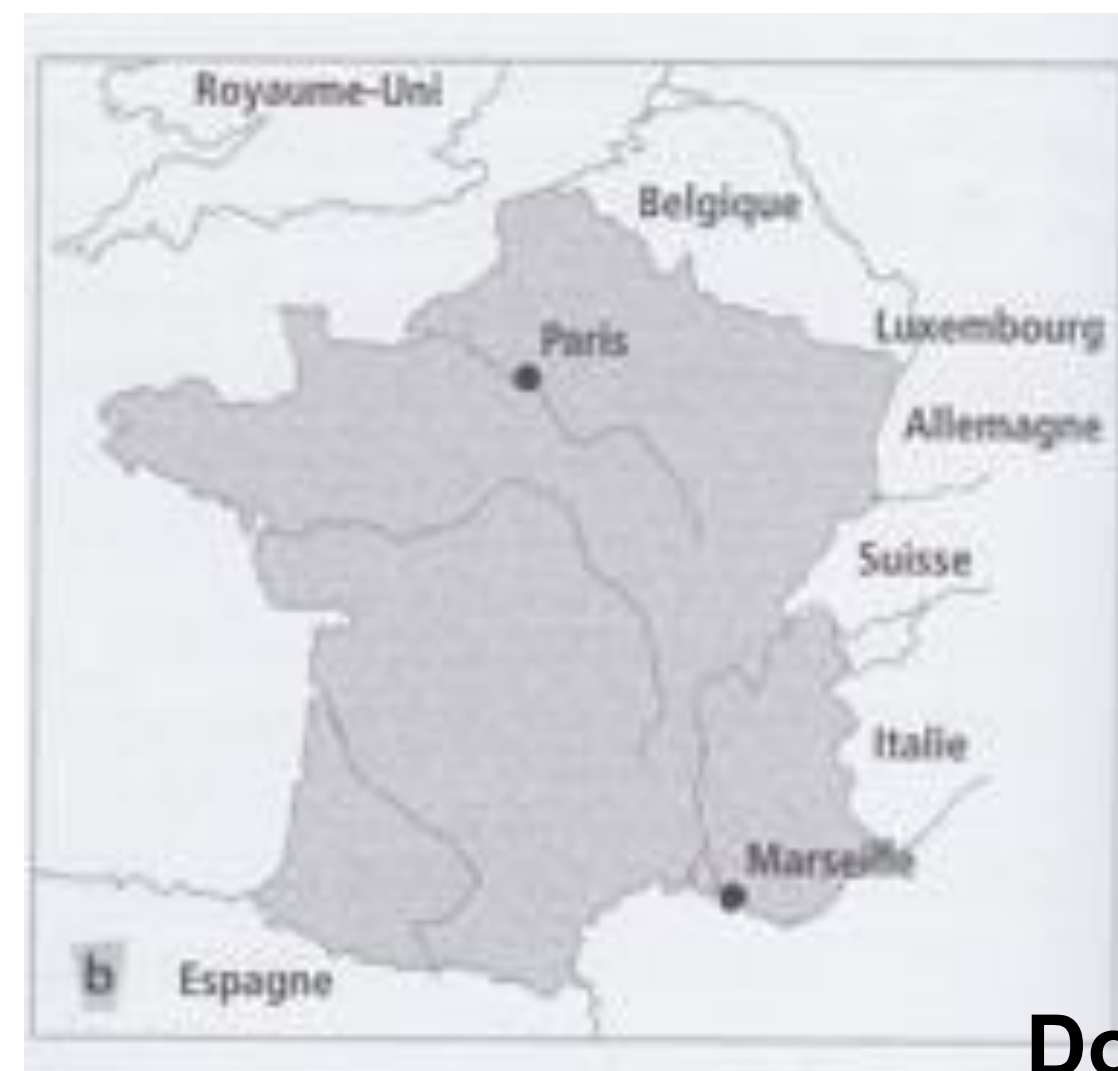 Royaume-Uni
Belgique
Luxembourg
Paris
Allemagne
Suisse
Italie
Marseille
b
Espagne
Do